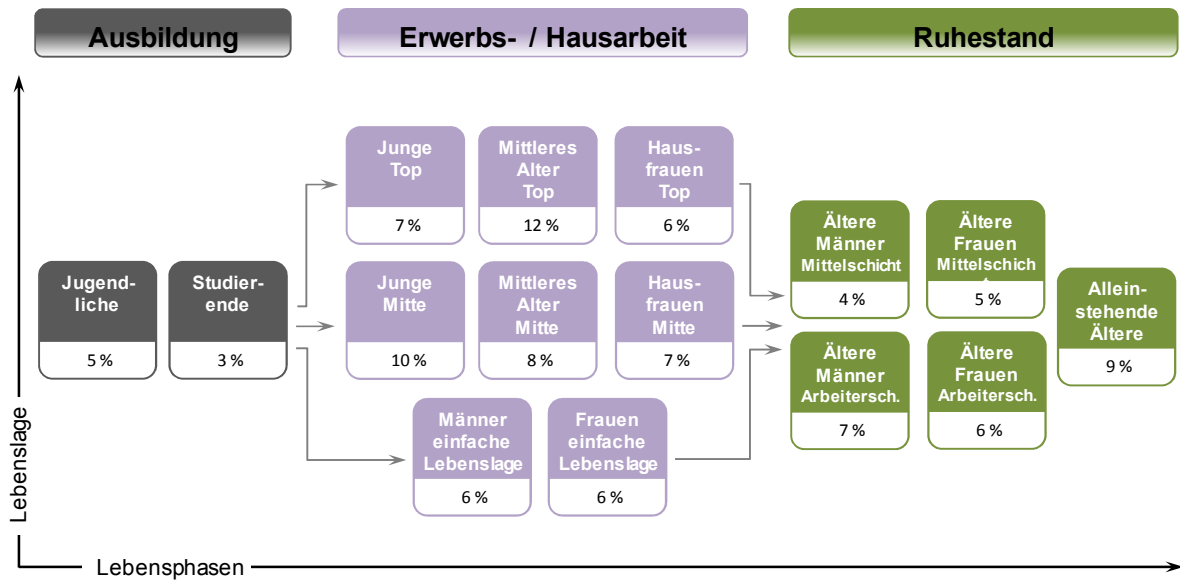 Ausbildung
Erwerbs- / Hausarbeit
Ruhestand
Junge
Top
7 %
Mittleres
Alter
Top
12 %
Haus-
frauen
Top
6 %
Jugend-
liche
5 %
Studier-
ende
3 %
Junge
Mitte
10 %
Mittleres
Alter
Mitte
8 %
Haus-
frauen
Mitte
7 %
Männer
einfache
Lebenslage
6 %
Frauen
einfache
Lebenslage
6 %
Ältere
Männer
Mittelschicht
4 %
Ältere
Frauen
Mittelschich
5 %
Ältere
Männer
Arbeitersch.
7 %
Ältere
Frauen
Arbeitersch.
6 %
Allein-
stehende
Ältere
9 %
Lebenslage
Lebensphasen